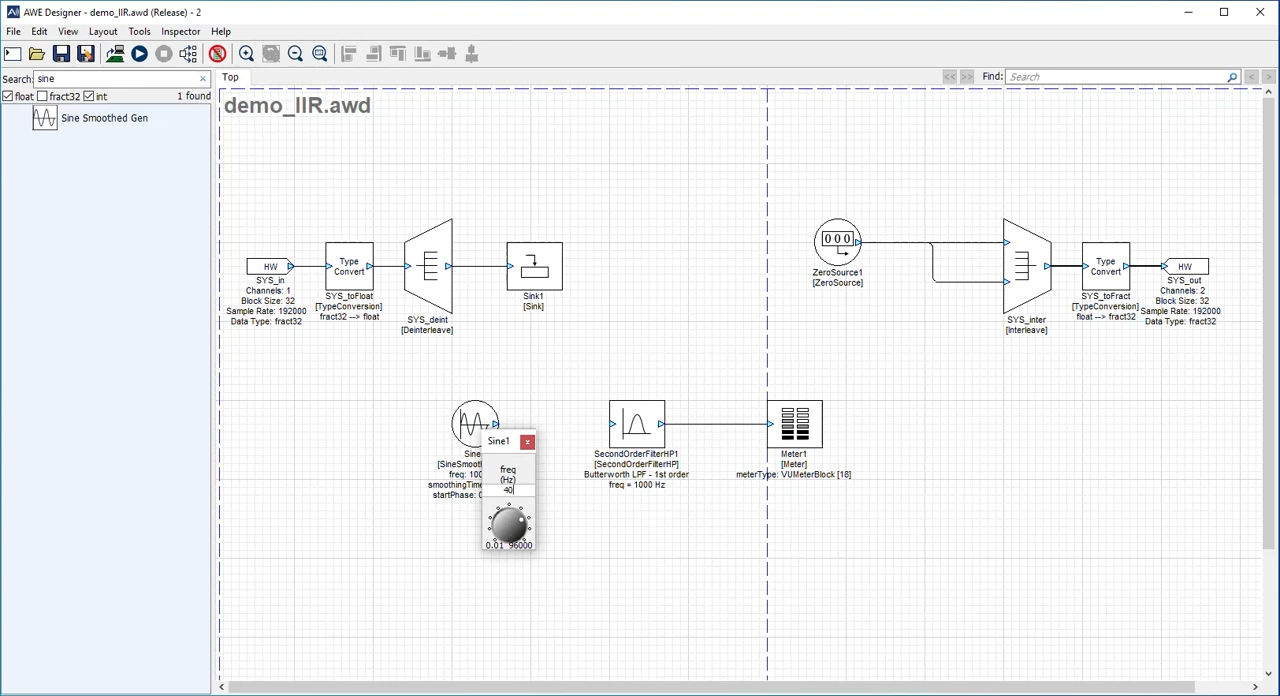 AWE Designer - demo_IIR.awd (Release) - 2
File Edit View Layout Tools Inspector Help
Search: sine
Top
Find: Search
float fract32 int 1 found
Sine Smoothed Gen
demo_IIR.awd
HW
SYS_in
Channels: 1
Block Size: 32
Sample Rate: 192000
Data Type: fract32
Type
Convert
SYS_toFloat
[TypeConversion]
fract32 --> float
SYS_deint
[Deinterleave]
Sink1
[Sink]
000
ZeroSource1
[ZeroSource]
SYS_inter
[Interleave]
Type
Convert
SYS_toFract
[TypeConversion]
float --> fract32
HW
SYS_out
Channels: 2
Block Size: 32
Sample Rate: 192000
Data Type: fract32
Sine
[SineSmoot
freq: 100
smoothingTime
startPhase: 0
Sine1 x
freq
(Hz)
40
0.01 96000
SecondOrderFilterHP1
[SecondOrderFilterHP]
Butterworth LPF - 1st order
freq = 1000 Hz
Meter1
[Meter]
meterType: VUMeterBlock [18]